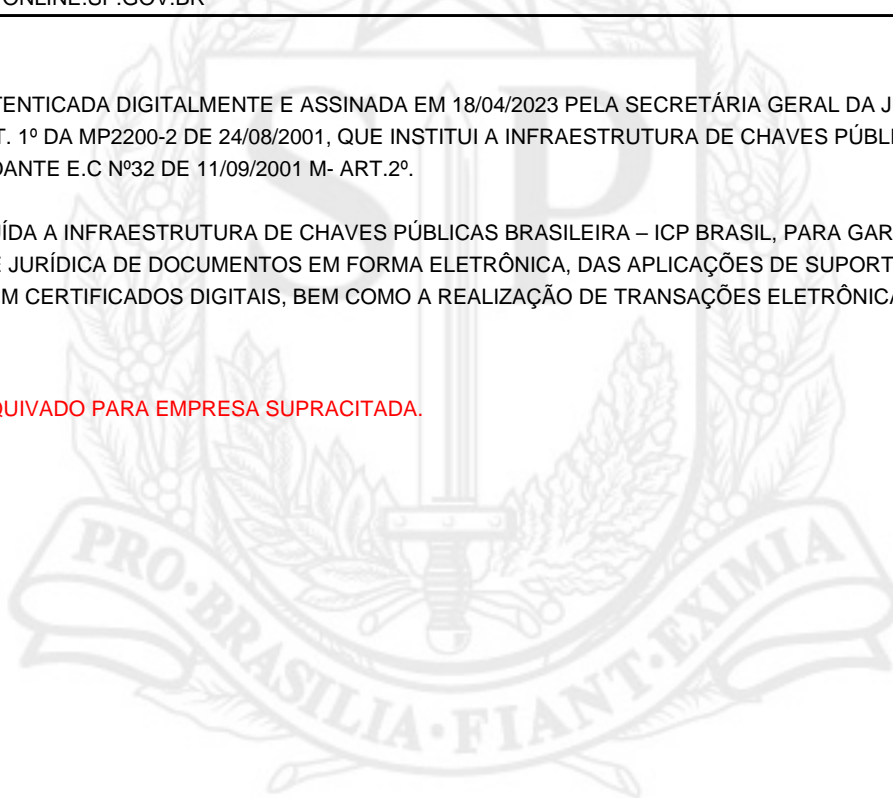 ONLINE.SP.GOV.BR
TENTICADA DIGITALMENTE E ASSINADA EM 18/04/2023 PELA SECRETÁRIA GERAL DA J
T. 1º DA MP2200-2 DE 24/08/2001, QUE INSTITUI A INFRAESTRUTURA DE CHAVES PÚBL
DANTE E.C Nº32 DE 11/09/2001 M- ART.2º.
ÍDA A INFRAESTRUTURA DE CHAVES PÚBLICAS BRASILEIRA – ICP BRASIL, PARA GAR
E JURÍDICA DE DOCUMENTOS EM FORMA ELETRÔNICA, DAS APLICAÇÕES DE SUPORT
M CERTIFICADOS DIGITAIS, BEM COMO A REALIZAÇÃO DE TRANSAÇÕES ELETRÔNICA
QUIVADO PARA EMPRESA SUPRACITADA.
SP
PRO·BRASILIA·FIANT·EXIMIA